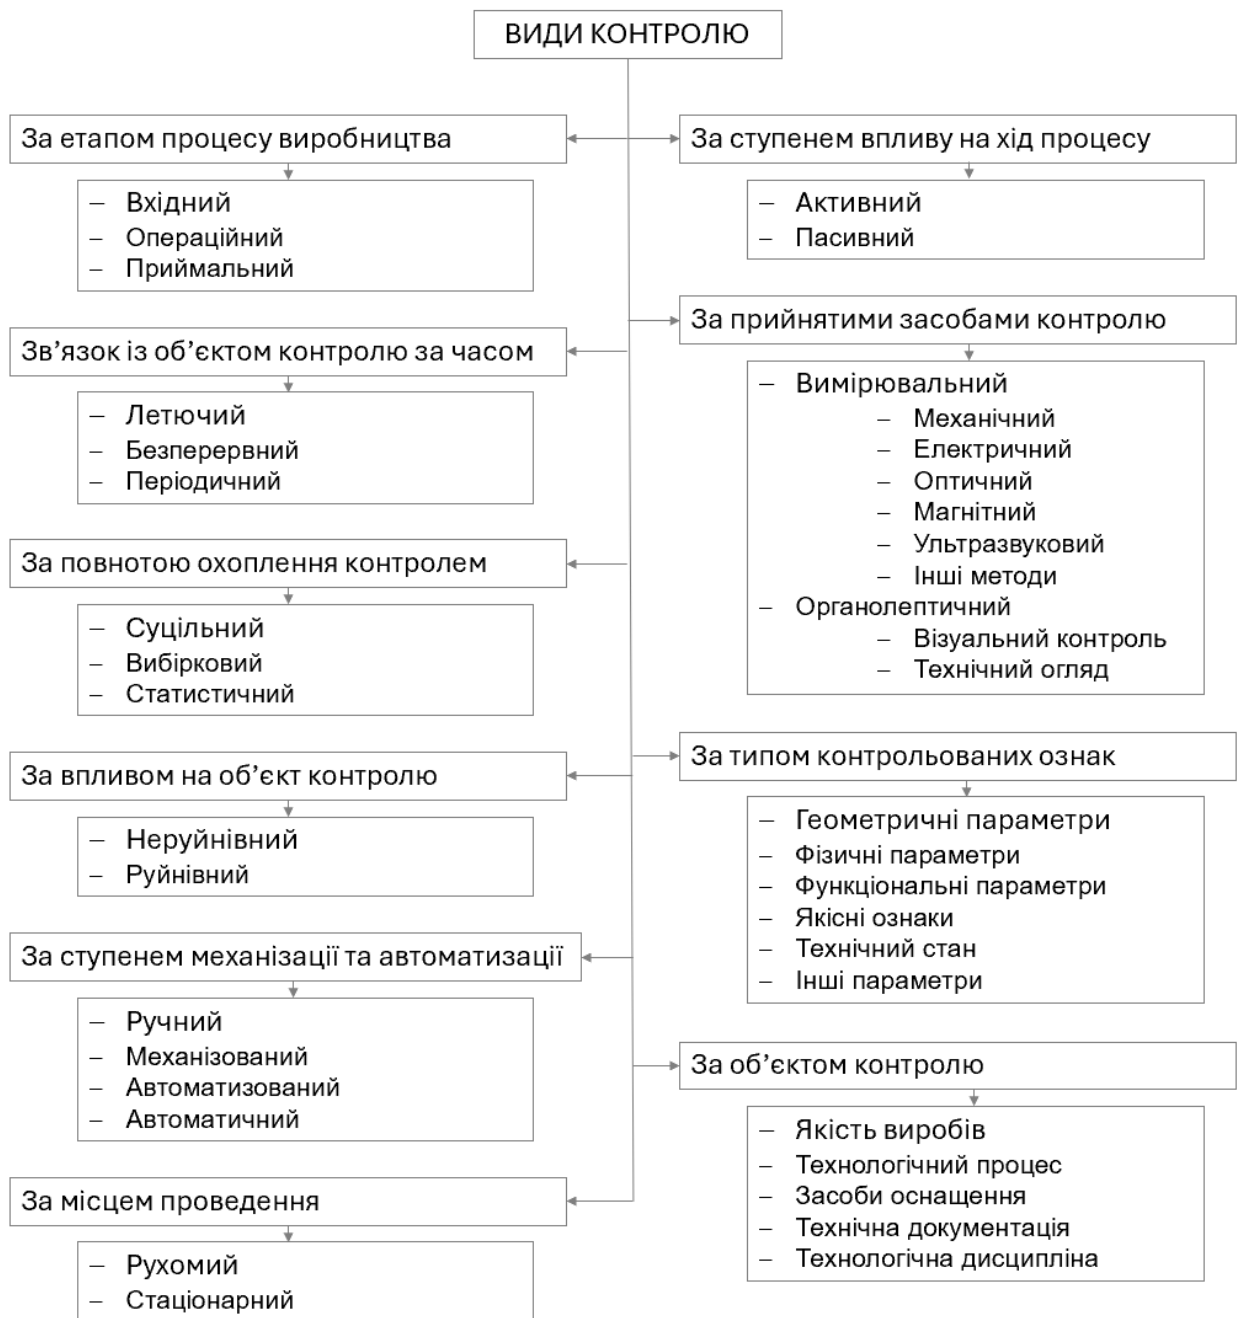 ВИДИ КОНТРОЛЮ
За етапом процесу виробництва
– Вхідний
– Операційний
– Приймальний
Зв’язок із об’єктом контролю за часом
– Летючий
– Безперервний
– Періодичний
За повнотою охоплення контролем
– Суцільний
– Вибірковий
– Статистичний
За впливом на об’єкт контролю
– Неруйнівний
– Руйнівний
За ступенем механізації та автоматизації
– Ручний
– Механізований
– Автоматизований
– Автоматичний
За місцем проведення
– Рухомий
– Стаціонарний
За ступенем впливу на хід процесу
– Активний
– Пасивний
За прийнятими засобами контролю
– Вимірювальний
– Механічний
– Електричний
– Оптичний
– Магнітний
– Ультразвуковий
– Інші методи
– Органолептичний
– Візуальний контроль
– Технічний огляд
За типом контрольованих ознак
– Геометричні параметри
– Фізичні параметри
– Функціональні параметри
– Якісні ознаки
– Технічний стан
– Інші параметри
За об’єктом контролю
– Якість виробів
– Технологічний процес
– Засоби оснащення
– Технічна документація
– Технологічна дисципліна